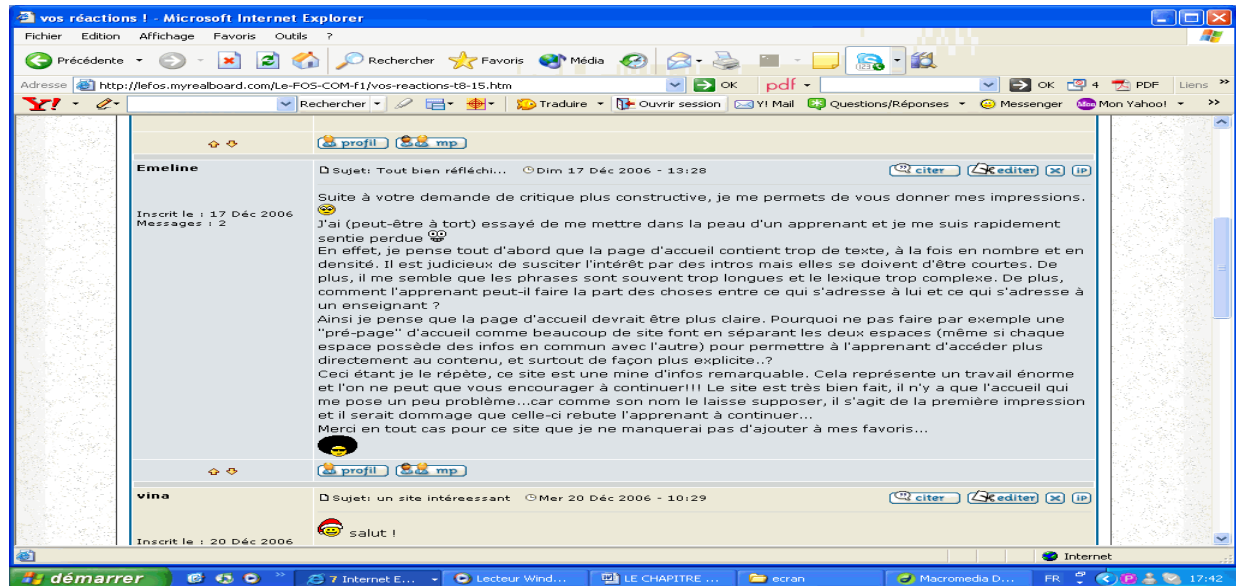 vos réactions ! - Microsoft Internet Explorer
Fichier Edition Affichage Favoris Outils ?
Précédente Rechercher Favoris Média
Adresse http://lefos.myrealboard.com/Le-FOS-COM-f1/vos-reactions-t8-15.htm OK pdf OK 4 PDF Liens »
Y! Rechercher Traduire Ouvrir session Y! Mail Questions/Réponses Messenger Mon Yahoo! »
profil mp
Emeline Sujet: Tout bien réfléchi... Dim 17 Déc 2006 - 13:28 citer editer ip
Inscrit le : 17 Déc 2006
Messages : 2
Suite à votre demande de critique plus constructive, je me permets de vous donner mes impressions.
J'ai (peut-être à tort) essayé de me mettre dans la peau d'un apprenant et je me suis rapidement
sentie perdue
En effet, je pense tout d'abord que la page d'accueil contient trop de texte, à la fois en nombre et en
densité. Il est judicieux de susciter l'intérêt par des intros mais elles se doivent d'être courtes. De
plus, il me semble que les phrases sont souvent trop longues et le lexique trop complexe. De plus,
comment l'apprenant peut-il faire la part des choses entre ce qui s'adresse à lui et ce qui s'adresse à
un enseignant ?
Ainsi je pense que la page d'accueil devrait être plus claire. Pourquoi ne pas faire par exemple une
"pré-page" d'accueil comme beaucoup de site font en séparant les deux espaces (même si chaque
espace possède des infos en commun avec l'autre) pour permettre à l'apprenant d'accéder plus
directement au contenu, et surtout de façon plus explicite..?
Ceci étant je le répète, ce site est une mine d'infos remarquable. Cela représente un travail énorme
et l'on ne peut que vous encourager à continuer!!! Le site est très bien fait, il n'y a que l'accueil qui
me pose un peu problème...car comme son nom le laisse supposer, il s'agit de la première impression
et il serait dommage que celle-ci rebute l'apprenant à continuer...
Merci en tout cas pour ce site que je ne manquerai pas d'ajouter à mes favoris...
profil mp
vina Sujet: un site intéreessant Mer 20 Déc 2006 - 10:29 citer editer ip
Inscrit le : 20 Déc 2006
salut !
Internet
démarrer » 7 Internet E... Lecteur Wind... LE CHAPITRE ... ecran Macromedia D... FR 17:42